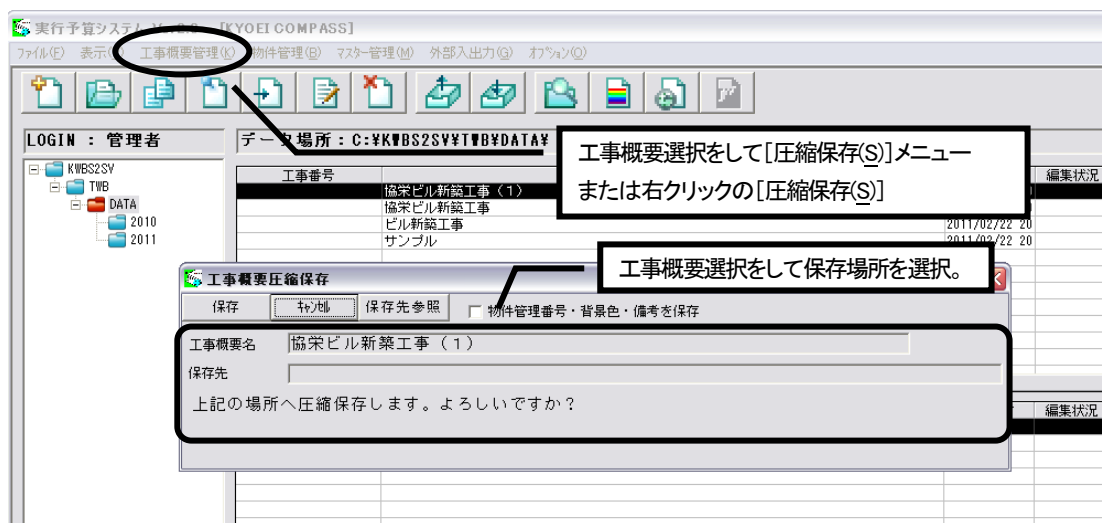 実行予算システム [KYOEI COMPASS]
ファイル(F) 表示 工事概要管理(K) 物件管理(B) マスター管理(M) 外部入出力(G) オプション(O)
LOGIN : 管理者
データ場所:C:¥KWBS2SV¥TWB¥DATA¥
工事概要選択をして[圧縮保存(S)]メニュー
または右クリックの[圧縮保存(S)]
KWBS2SV
TWB
DATA
2010
2011
工事番号
編集状況
協栄ビル新築工事(1)
協栄ビル新築工事
ビル新築工事 2011/02/22 20
サンプル 2011/02/22 20
工事概要選択をして保存場所を選択。
工事概要圧縮保存
保存 キャンセル 保存先参照 物件管理番号・背景色・備考を保存
工事概要名 協栄ビル新築工事(1)
保存先
上記の場所へ圧縮保存します。よろしいですか?
編集状況